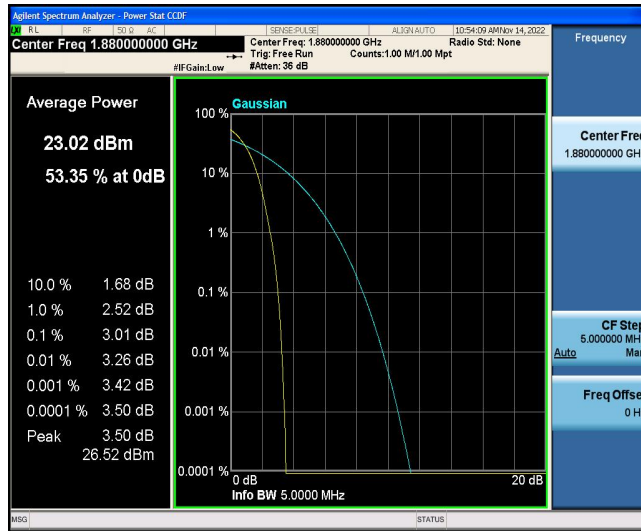 Agilent Spectrum Analyzer - Power Stat CCDF
LXI RL RF 50 Ω AC SENSE:PULSE ALIGN AUTO 10:54:09 AM Nov 14, 2022
Center Freq 1.880000000 GHz
Center Freq: 1.880000000 GHz Radio Std: None
Trig: Free Run Counts:1.00 M/1.00 Mpt
#IFGain:Low #Atten: 36 dB
Frequency
Average Power
23.02 dBm
53.35 % at 0dB
10.0 % 1.68 dB
1.0 % 2.52 dB
0.1 % 3.01 dB
0.01 % 3.26 dB
0.001 % 3.42 dB
0.0001 % 3.50 dB
Peak 3.50 dB
26.52 dBm
Gaussian
100 %
10 %
1 %
0.1 %
0.01 %
0.001 %
0.0001 %
0 dB 20 dB
Info BW 5.0000 MHz
Center Fre
1.880000000 GH
CF Step
5.000000 MH
Auto Ma
Freq Offse
0 H
MSG STATUS